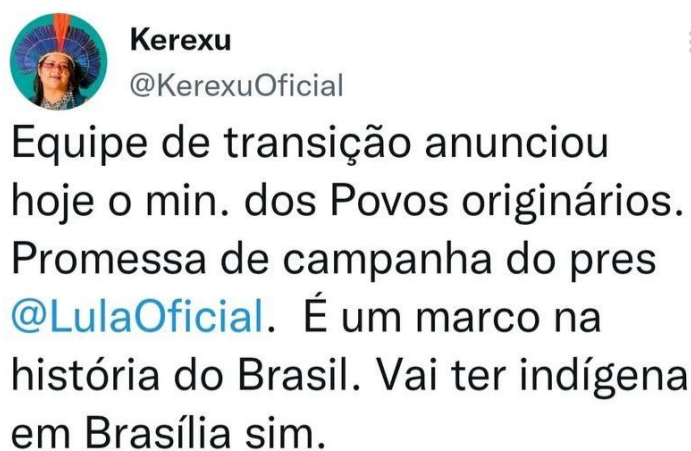 Kerexu
@KerexuOficial
Equipe de transição anunciou
hoje o min. dos Povos originários.
Promessa de campanha do pres
@LulaOficial.  É um marco na
história do Brasil. Vai ter indígena
em Brasília sim.